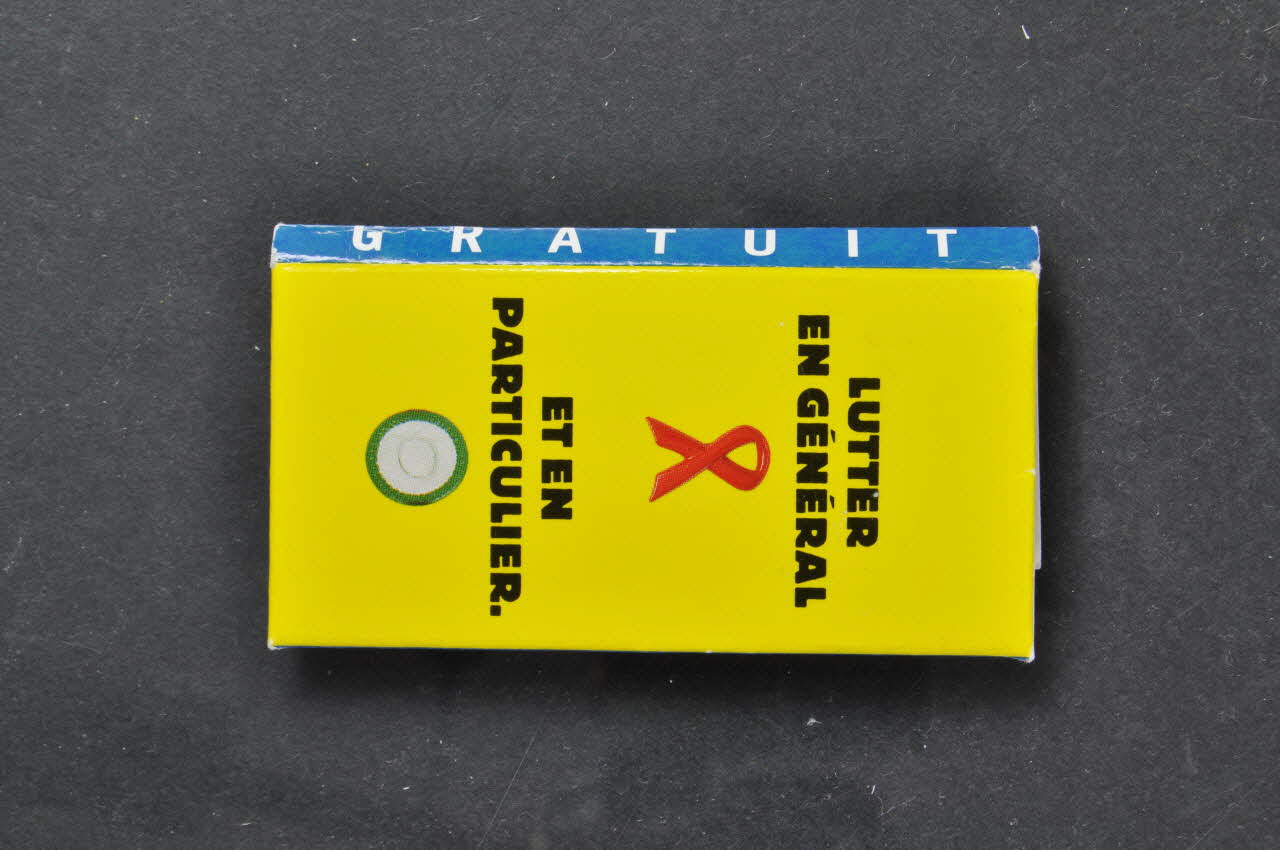 GRATUIT
LUTTER
EN GÉNÉRAL
ET EN
PARTICULIER.